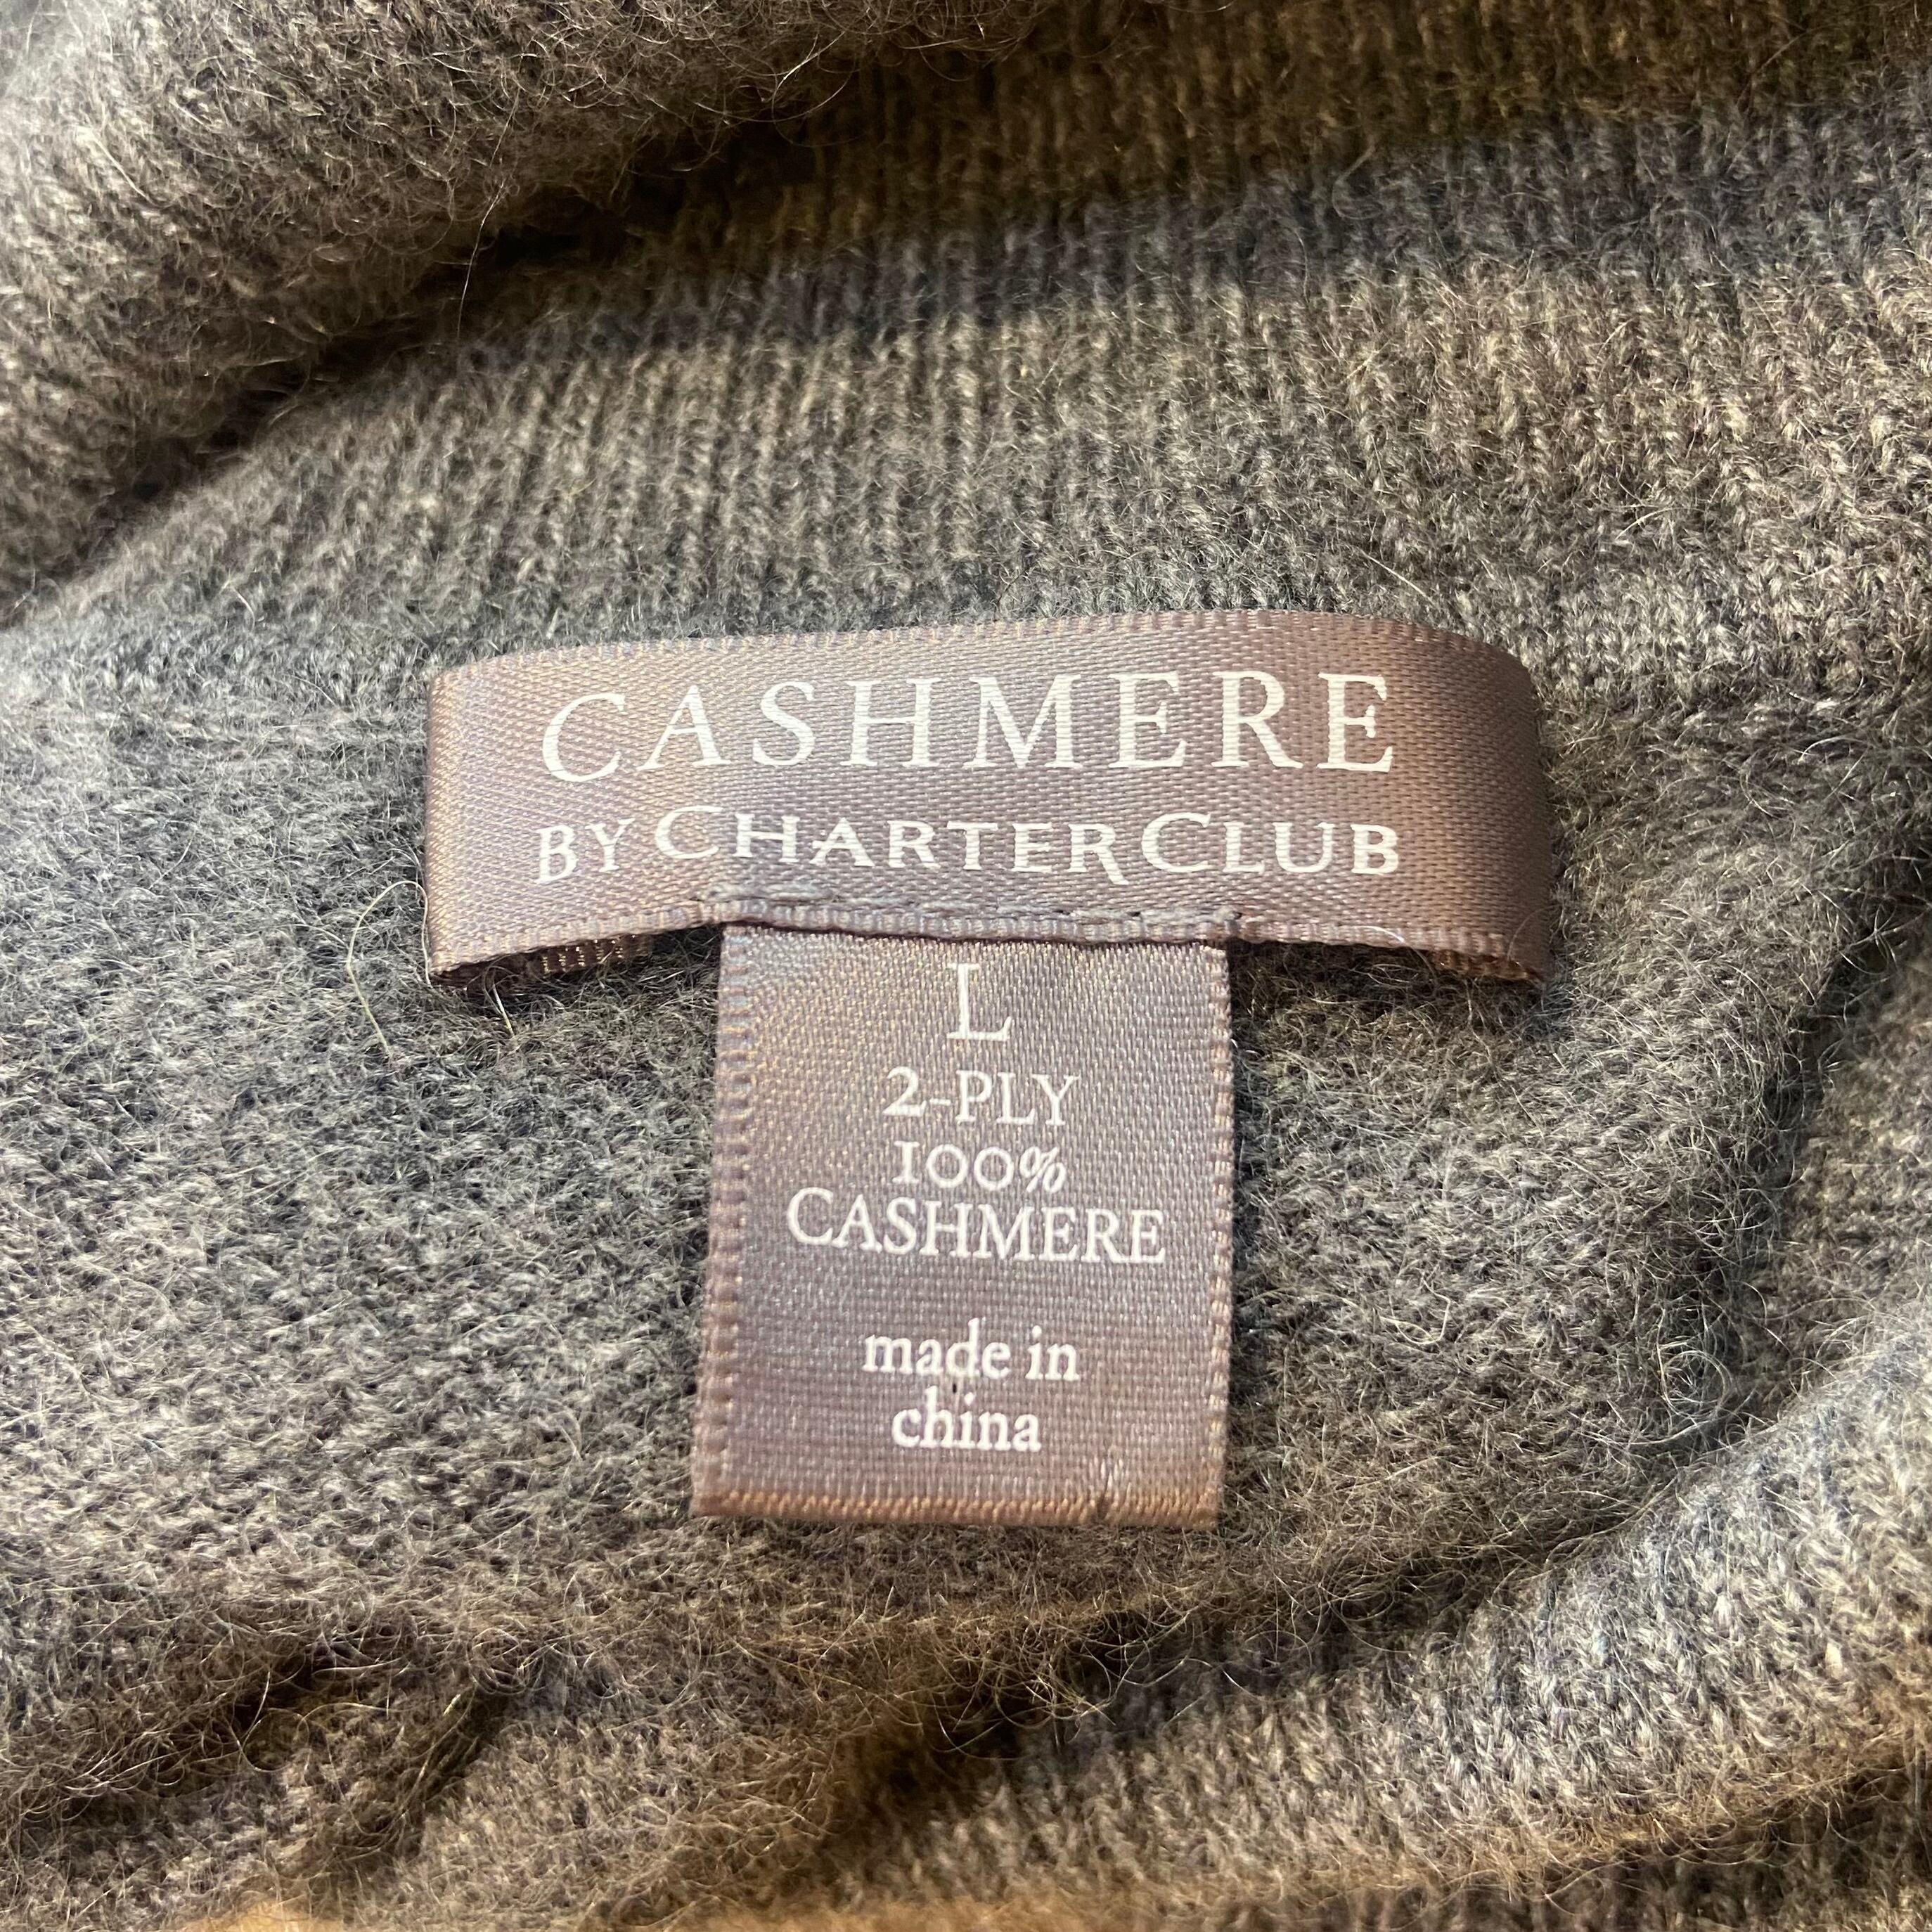 CASHMERE
BY CHARTER CLUB
L
2-PLY
100%
CASHMERE
made in
china